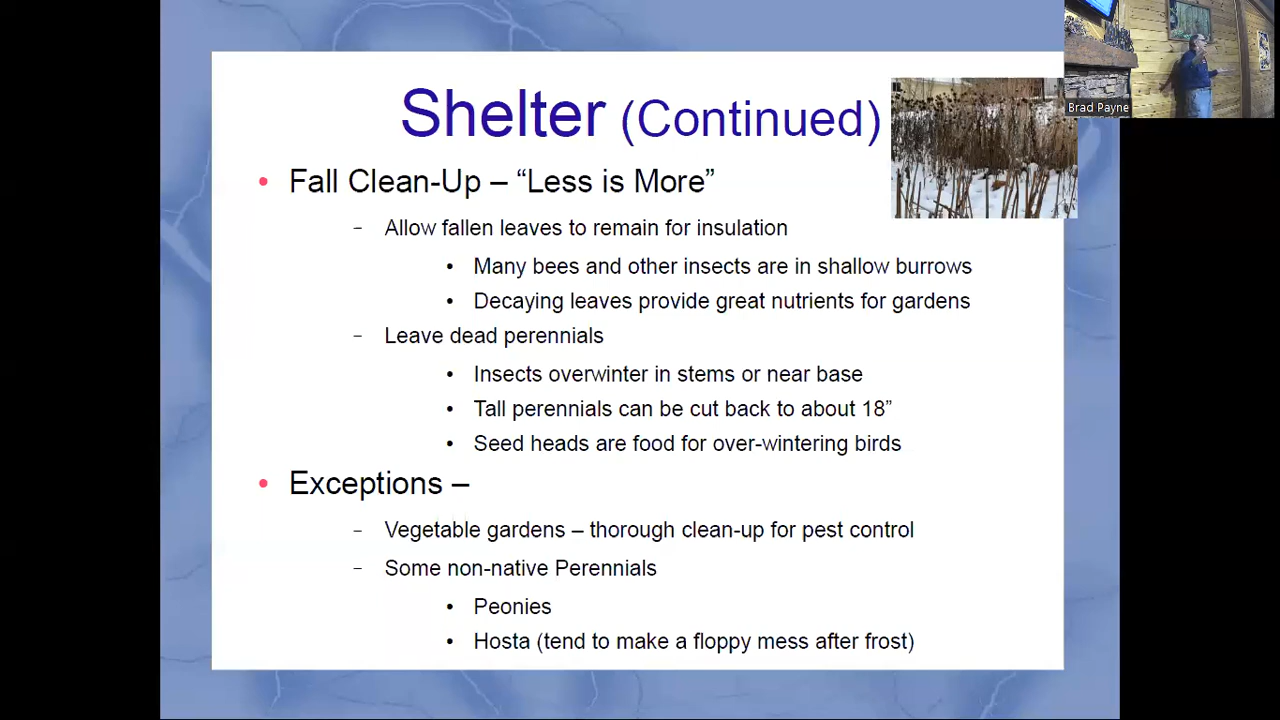 Shelter (Continued)
Brad Payne
• Fall Clean-Up – “Less is More”
– Allow fallen leaves to remain for insulation
• Many bees and other insects are in shallow burrows
• Decaying leaves provide great nutrients for gardens
– Leave dead perennials
• Insects overwinter in stems or near base
• Tall perennials can be cut back to about 18”
• Seed heads are food for over-wintering birds
• Exceptions –
– Vegetable gardens – thorough clean-up for pest control
– Some non-native Perennials
• Peonies
• Hosta (tend to make a floppy mess after frost)